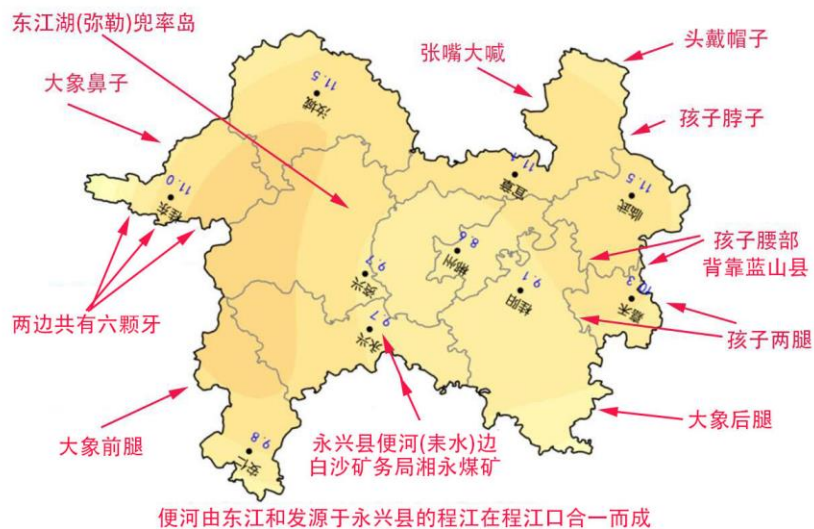 东江湖(弥勒)兜率岛
头戴帽子
张嘴大喊
大象鼻子
11.5
汝城
孩子脖子
11.0
桂东
11.1
宜章
11.5
临武
8.6
郴州
孩子腰部
背靠蓝山县
9.7
资兴
9.1
桂阳
10.3
嘉禾
两边共有六颗牙
9.7
永兴
孩子两腿
大象后腿
大象前腿
9.8
安仁
永兴县便河(耒水)边
白沙矿务局湘永煤矿
便河由东江和发源于永兴县的程江在程江口合一而成